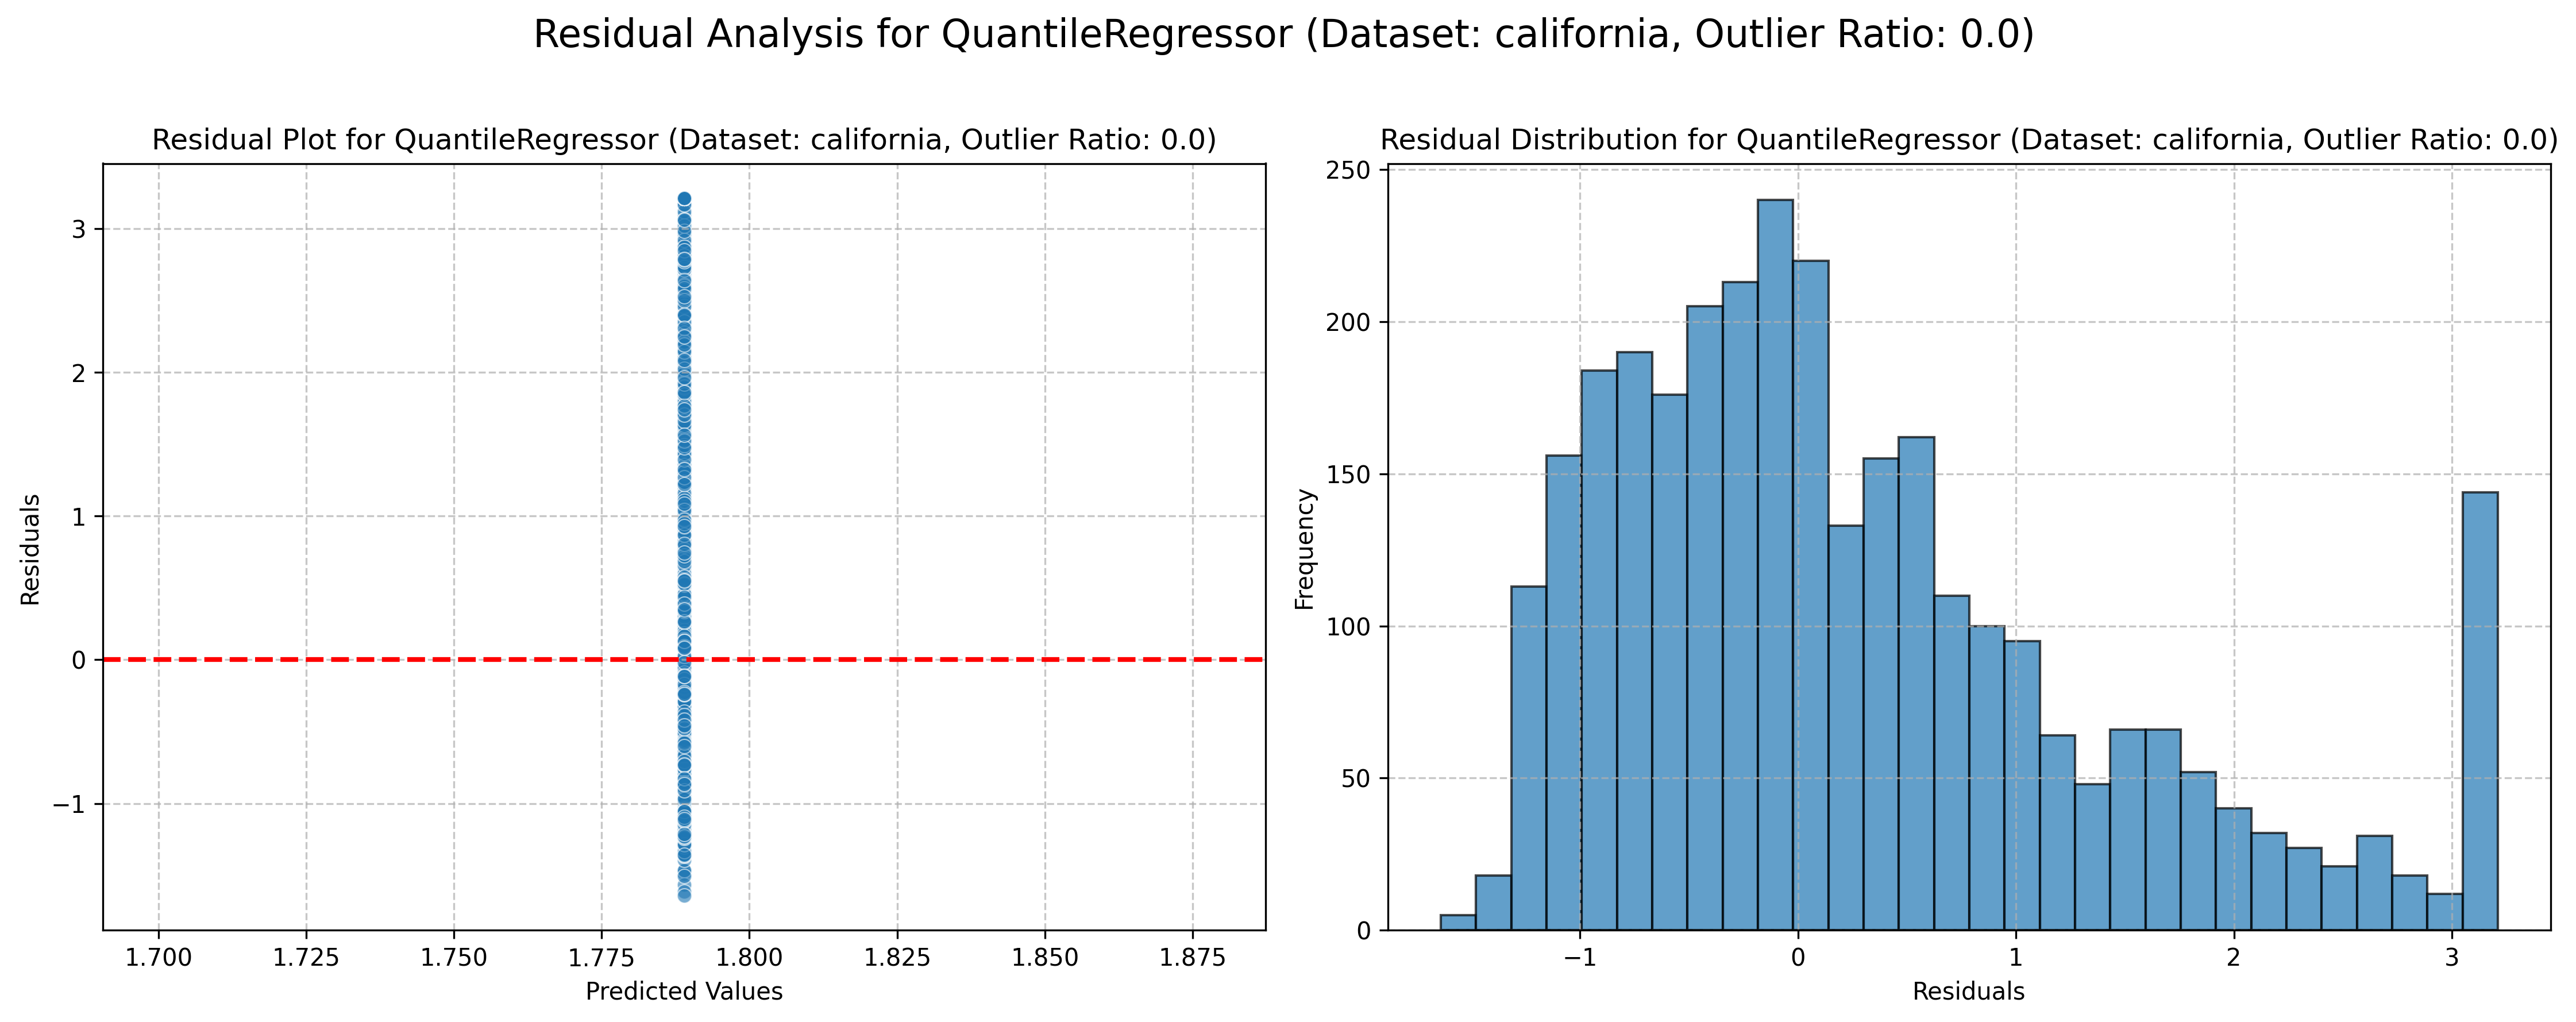 Residual Analysis for QuantileRegressor (Dataset: california, Outlier Ratio: 0.0)
Residual Plot for QuantileRegressor (Dataset: california, Outlier Ratio: 0.0)
3
2
1
0
−1
Residuals
1.700 1.725 1.750 1.775 1.800 1.825 1.850 1.875
Predicted Values
Residual Distribution for QuantileRegressor (Dataset: california, Outlier Ratio: 0.0)
250
200
150
100
50
0
Frequency
−1 0 1 2 3
Residuals